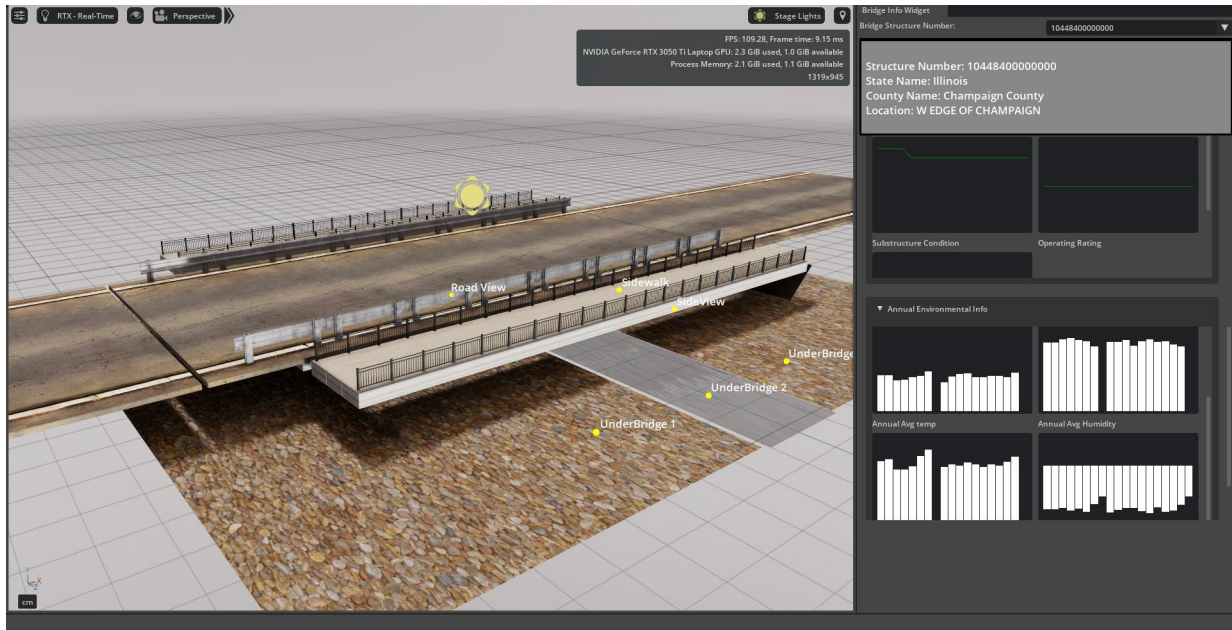 RTX - Real-Time
Perspective
Stage Lights
FPS: 109.28, Frame time: 9.15 ms
NVIDIA GeForce RTX 3050 Ti Laptop GPU: 2.3 GiB used, 1.0 GiB available
Process Memory: 2.1 GiB used, 1.1 GiB available
1319x945
Road View
Sidewalk
SideView
UnderBridge
UnderBridge 2
UnderBridge 1
Y
X
Z
cm
Bridge Info Widget
Bridge Structure Number:
10448400000000
Structure Number: 10448400000000
State Name: Illinois
County Name: Champaign County
Location: W EDGE OF CHAMPAIGN
Substructure Condition
Operating Rating
Annual Environmental Info
Annual Avg temp
Annual Avg Humidity